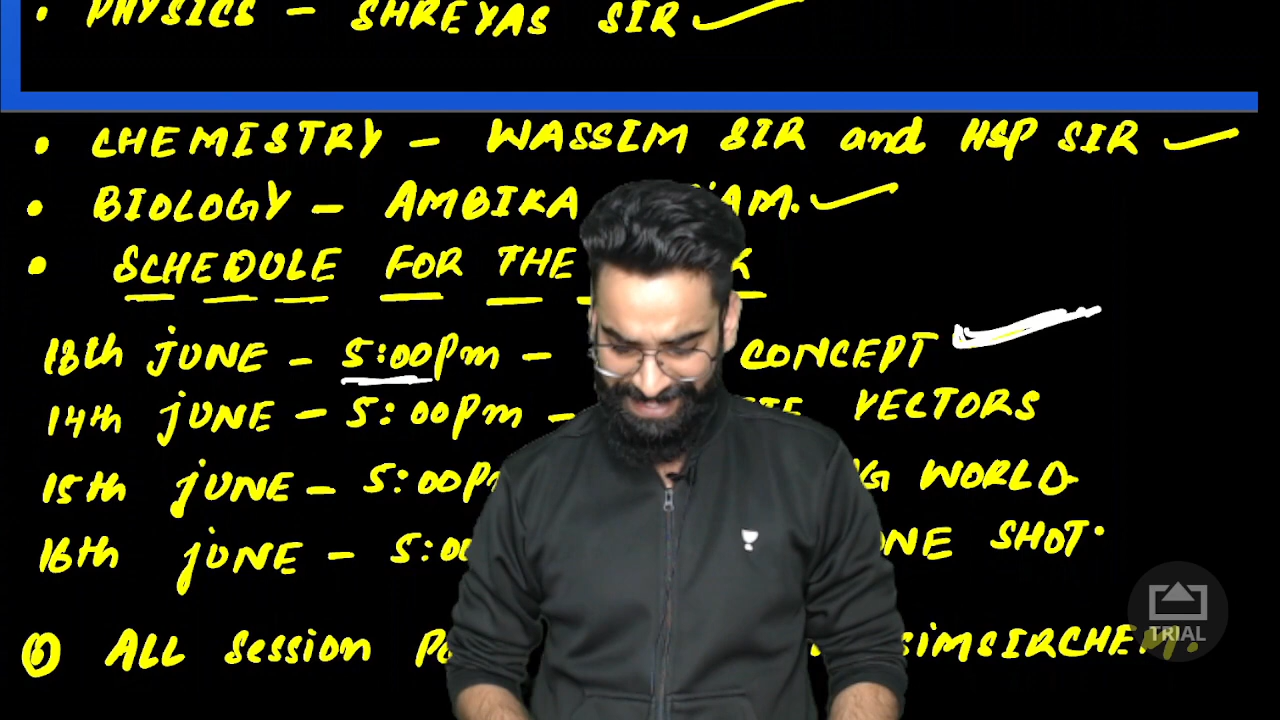 • PHYSICS - SHREYAS SIR
• CHEMISTRY - WASSIM SIR and HSP SIR
• BIOLOGY - AMBIKA
• SCHEDULE FOR THE
13th JUNE - 5:00Pm - CONCEPT
14th JUNE - 5:00Pm - VECTORS
15th JUNE - 5:00P WORLD
16th JUNE - 5:0 ONE SHOT.
ALL Session
TRIAL